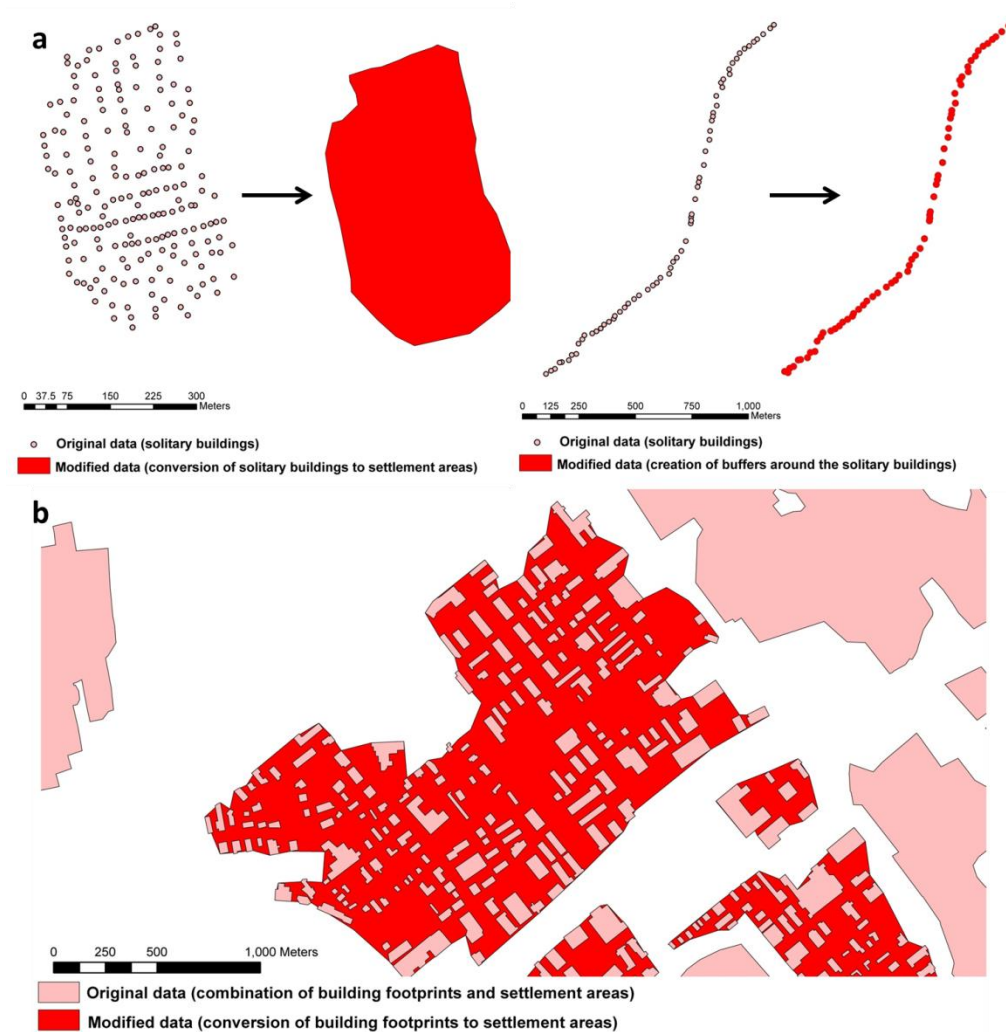 a
0 37.5 75 150 225 300
Meters
Original data (solitary buildings)
Modified data (conversion of solitary buildings to settlement areas)
0 125 250 500 750 1,000
Meters
Original data (solitary buildings)
Modified data (creation of buffers around the solitary buildings)
b
0 250 500 1,000 Meters
Original data (combination of building footprints and settlement areas)
Modified data (conversion of building footprints to settlement areas)